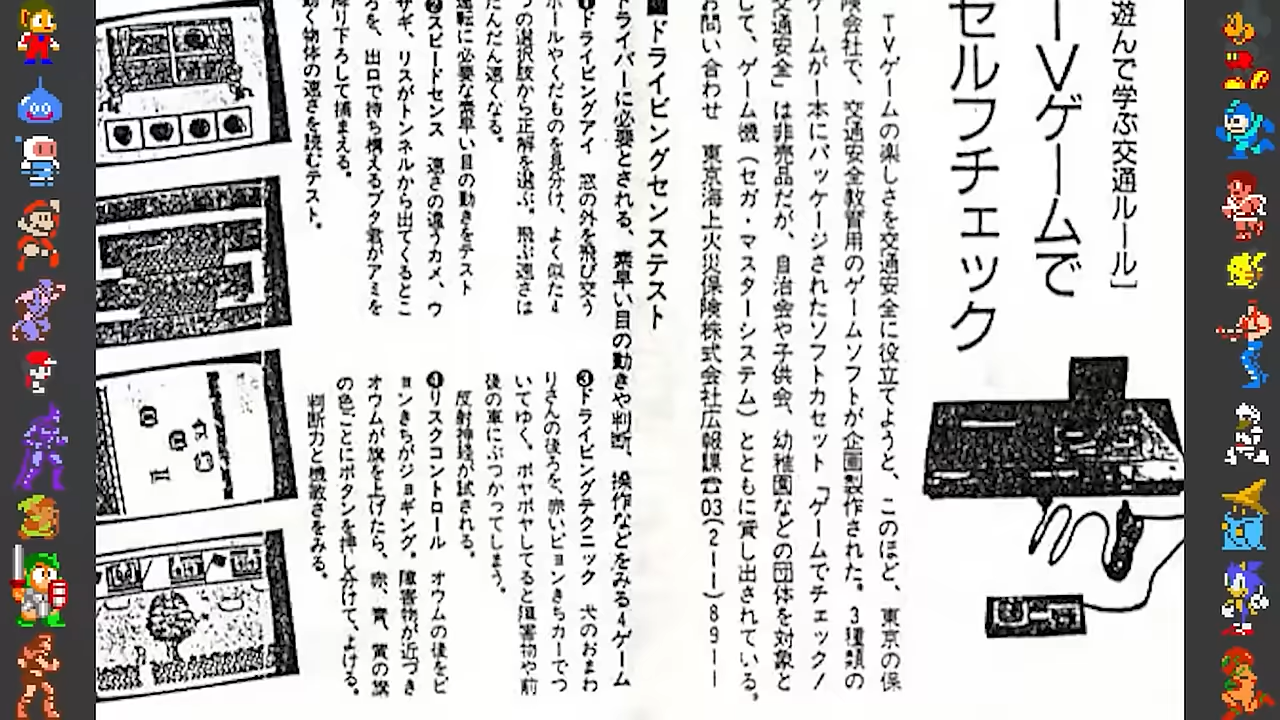 遊んで学ぶ交通ルール］
TVゲームで
セルフチェック
TVゲームの楽しさを交通安全に役立てようと、このほど、東京の保
険会社で、交通安全教育用のゲームソフトが企画製作された。3種類の
ゲームが一本にパッケージされたソフトカセット「ゲームでチェック！
交通安全」は非売品だが、自治会や子供会、幼稚園などの団体を対象と
して、ゲーム機（セガ・マスターシステム）とともに貸し出されている。
お問い合わせ　東京海上火災保険株式会社広報課☎03(211)8911
ドライビングセンステスト
ドライバーに必要とされる、素早い目の動きや判断、操作などをみる4ゲーム
❶ドライビングアイ　窓の外を飛び交う
ボールやくだものを見分け、よく似た4
つの選択肢から正解を選ぶ。飛ぶ速さは
だんだん速くなる。
運転に必要な素早い目の動きをテスト
❷スピードセンス　速さの違うカメ、ウ
サギ、リスがトンネルから出てくるとこ
ろを、出口で待ち構えるブタ君がアミを
降り下ろして捕まえる。
動く物体の速さを読むテスト。
❸ドライビングテクニック　犬のおまわ
りさんの後ろを、赤いピョンきちカーでつ
いてゆく。ボヤボヤしてると障害物や前
後の車にぶつかってしまう。
反射神経が試される。
❹リスクコントロール　オウムの後をピ
ョンきちがジョギング。障害物が近づき
オウムが旗を上げたら、赤、青、黄の旗
の色ごとにボタンを押し分けて、よける。
判断力と機敏さをみる。